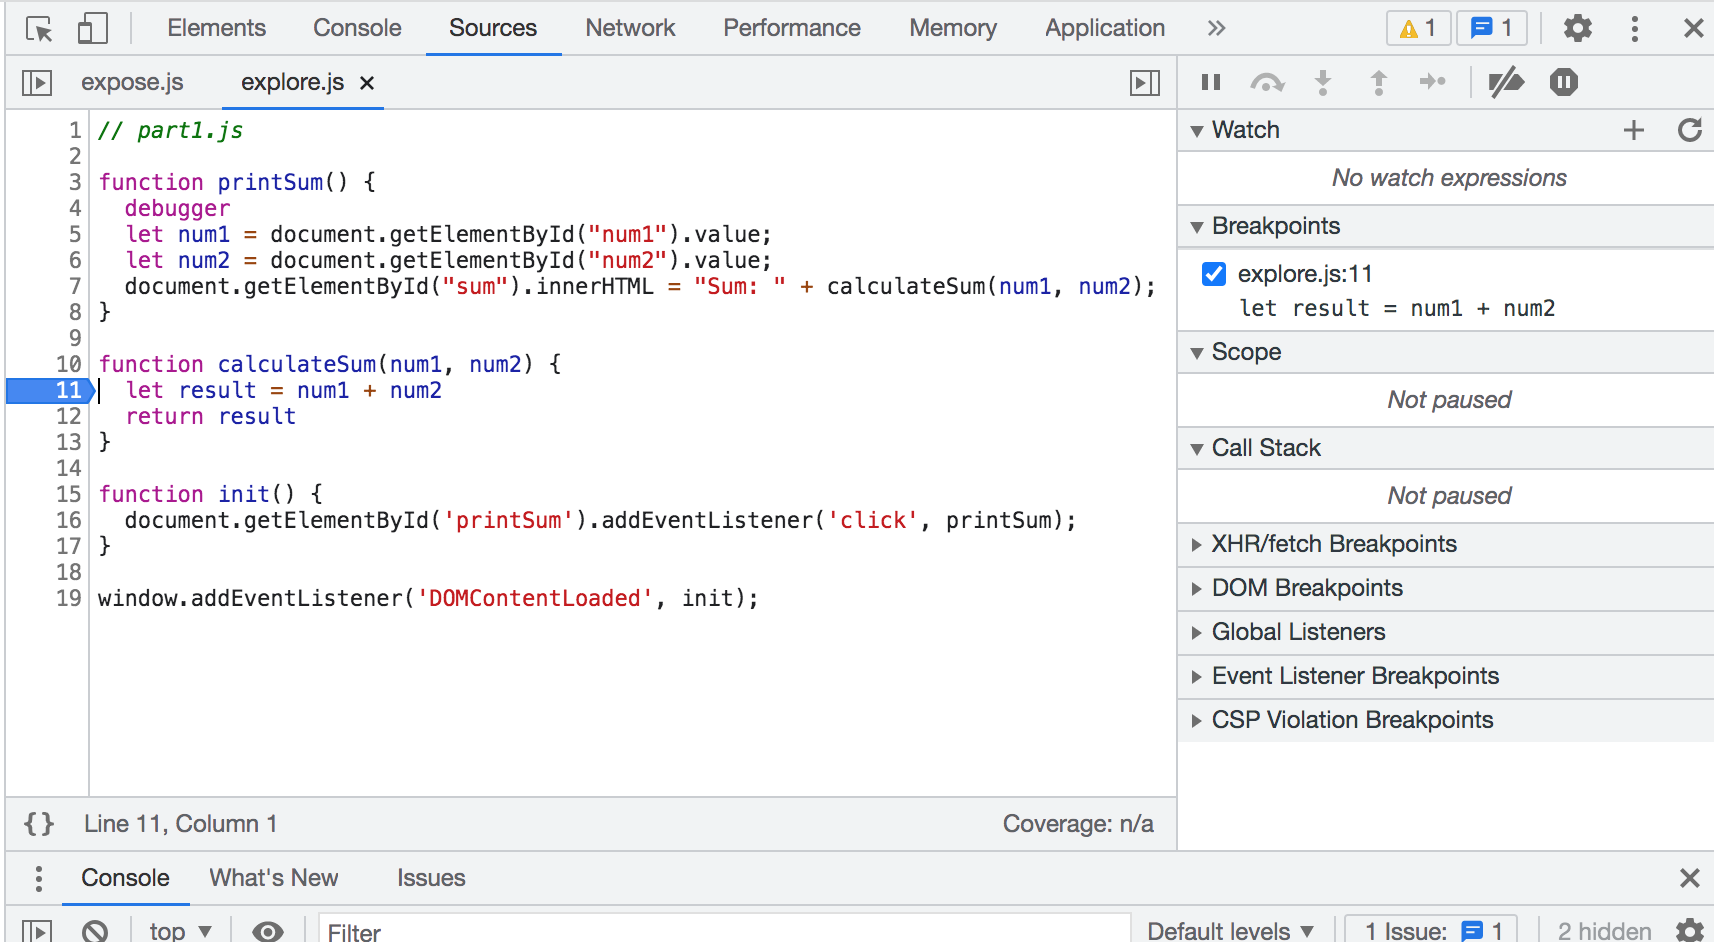 Elements Console Sources Network Performance Memory Application » 1 1
expose.js explore.js
1 // part1.js
2
3 function printSum() {
4 debugger
5 let num1 = document.getElementById("num1").value;
6 let num2 = document.getElementById("num2").value;
7 document.getElementById("sum").innerHTML = "Sum: " + calculateSum(num1, num2);
8 }
9
10 function calculateSum(num1, num2) {
11 let result = num1 + num2
12 return result
13 }
14
15 function init() {
16 document.getElementById('printSum').addEventListener('click', printSum);
17 }
18
19 window.addEventListener('DOMContentLoaded', init);
{} Line 11, Column 1 Coverage: n/a
Watch
No watch expressions
Breakpoints
explore.js:11
let result = num1 + num2
Scope
Not paused
Call Stack
Not paused
XHR/fetch Breakpoints
DOM Breakpoints
Global Listeners
Event Listener Breakpoints
CSP Violation Breakpoints
Console What's New Issues
top Filter Default levels 1 Issue: 1 2 hidden